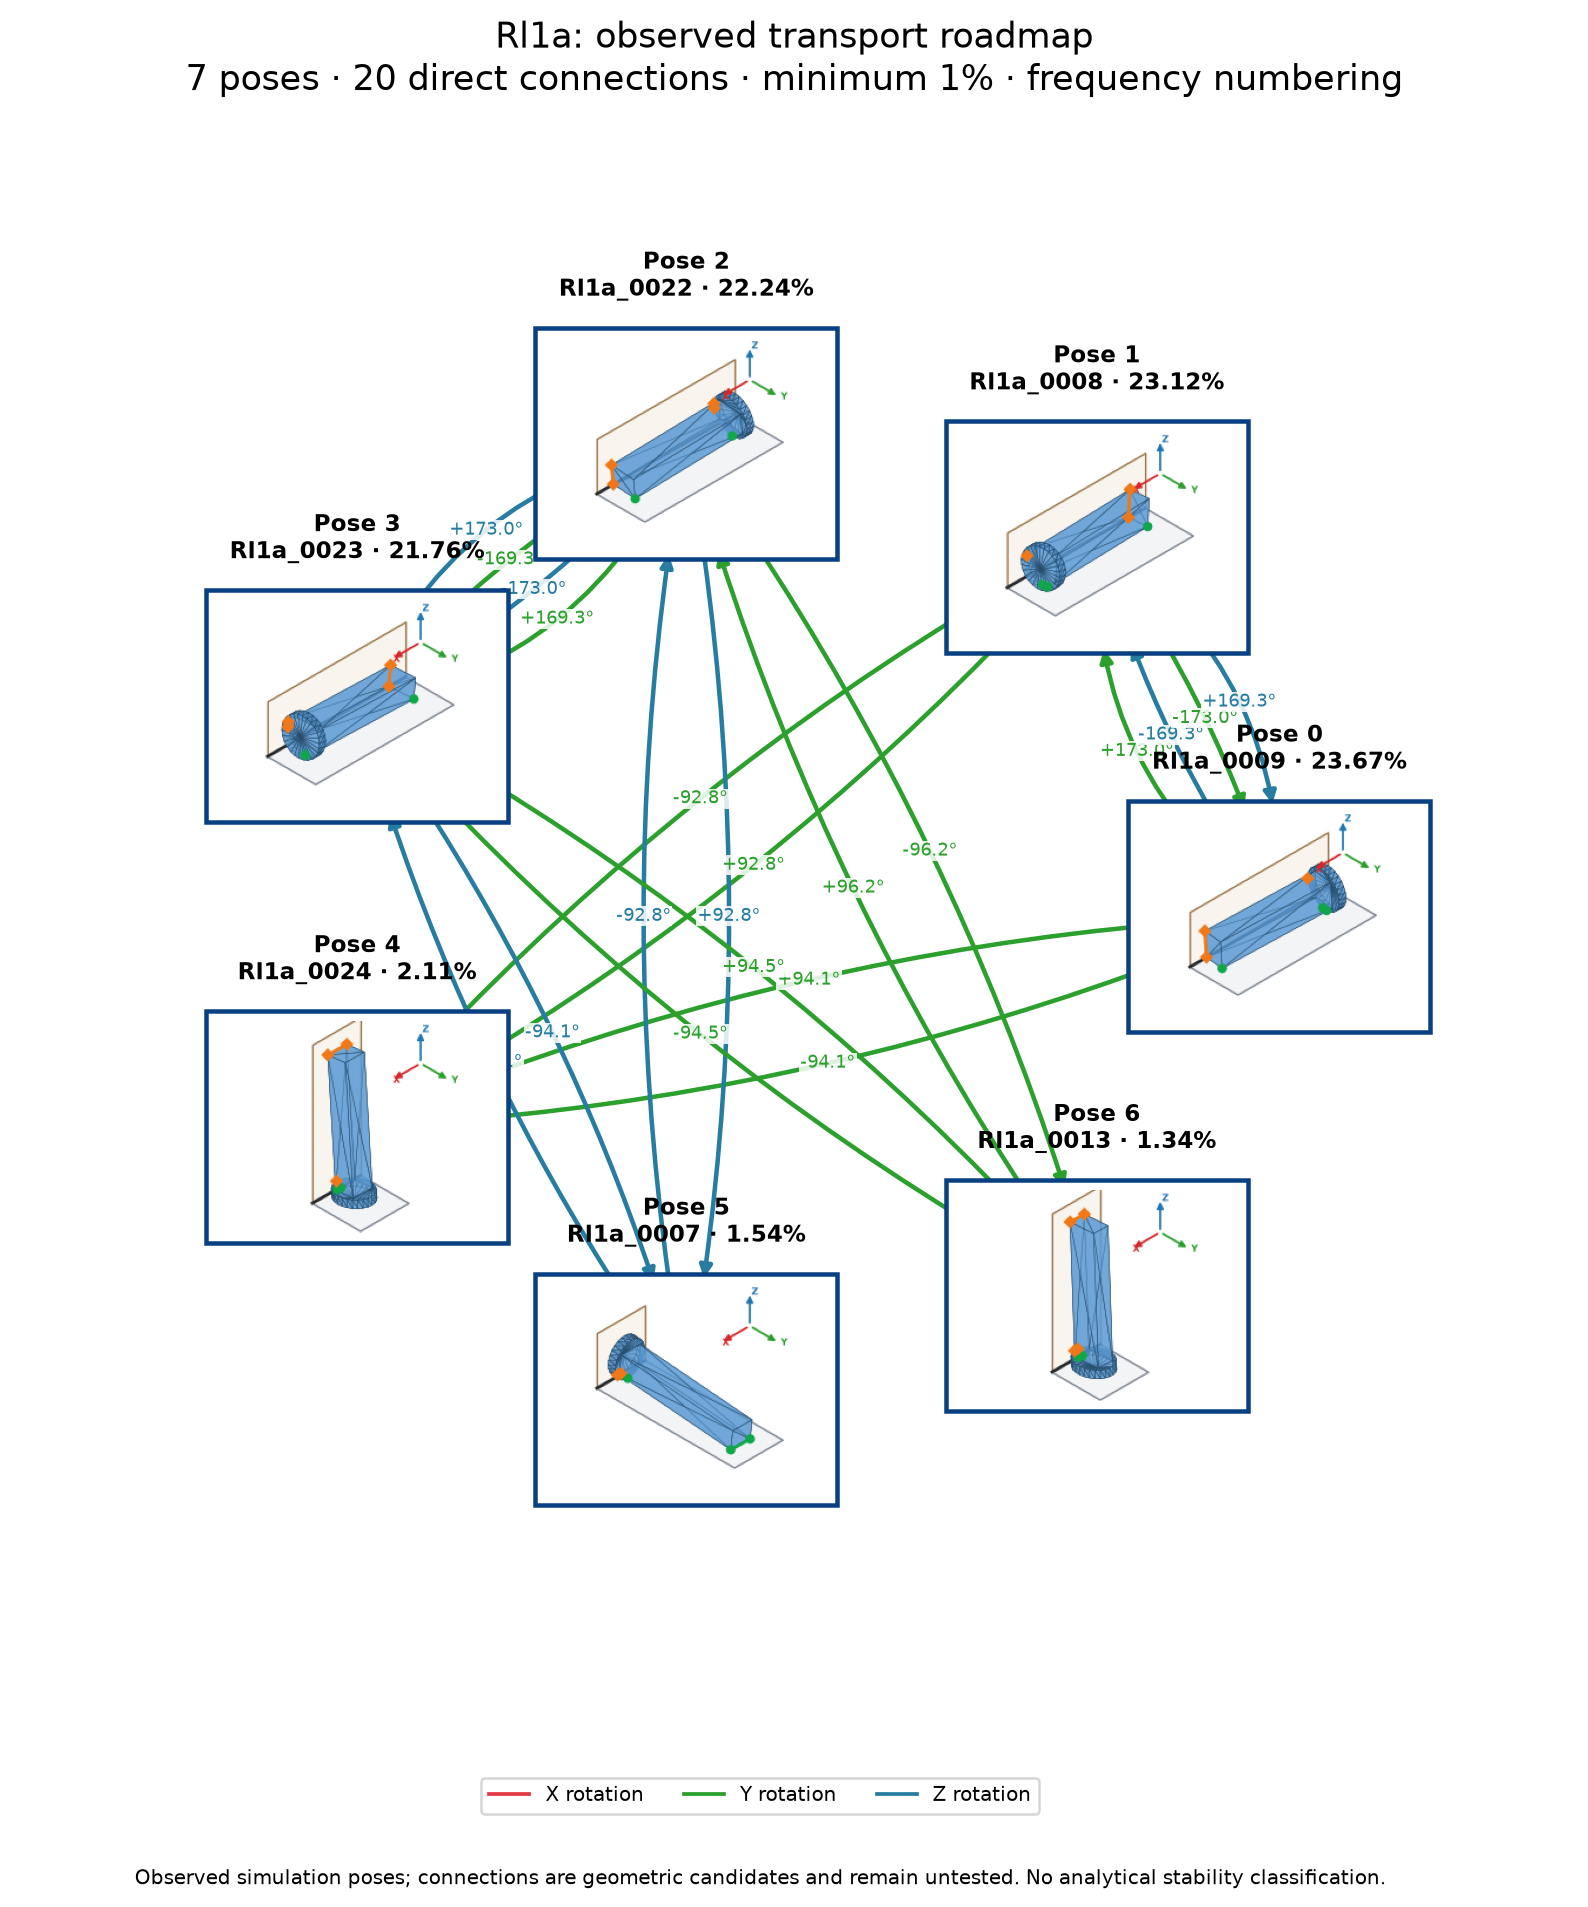 Rl1a: observed transport roadmap
7 poses · 20 direct connections · minimum 1% · frequency numbering
Pose 2
Rl1a_0022 · 22.24%
Z
X
Y
Pose 1
Rl1a_0008 · 23.12%
Z
X
Y
Pose 3
Rl1a_0023 · 21.76%
Z
X
Y
+173.0°
-169.3
173.0°
+169.3°
+169.3°
-173.0°
-169.3°
+173.0°
Pose 0
Rl1a_0009 · 23.67%
Z
X
Y
-92.8°
+92.8°
-96.2°
+96.2°
-92.8°
+92.8°
+94.5°
+94.1°
-94.5°
-94.1°
-94.1°
°
Pose 4
Rl1a_0024 · 2.11%
Z
X
Y
Pose 6
Rl1a_0013 · 1.34%
Z
X
Y
Pose 5
Rl1a_0007 · 1.54%
Z
X
Y
X rotation
Y rotation
Z rotation
Observed simulation poses; connections are geometric candidates and remain untested. No analytical stability classification.